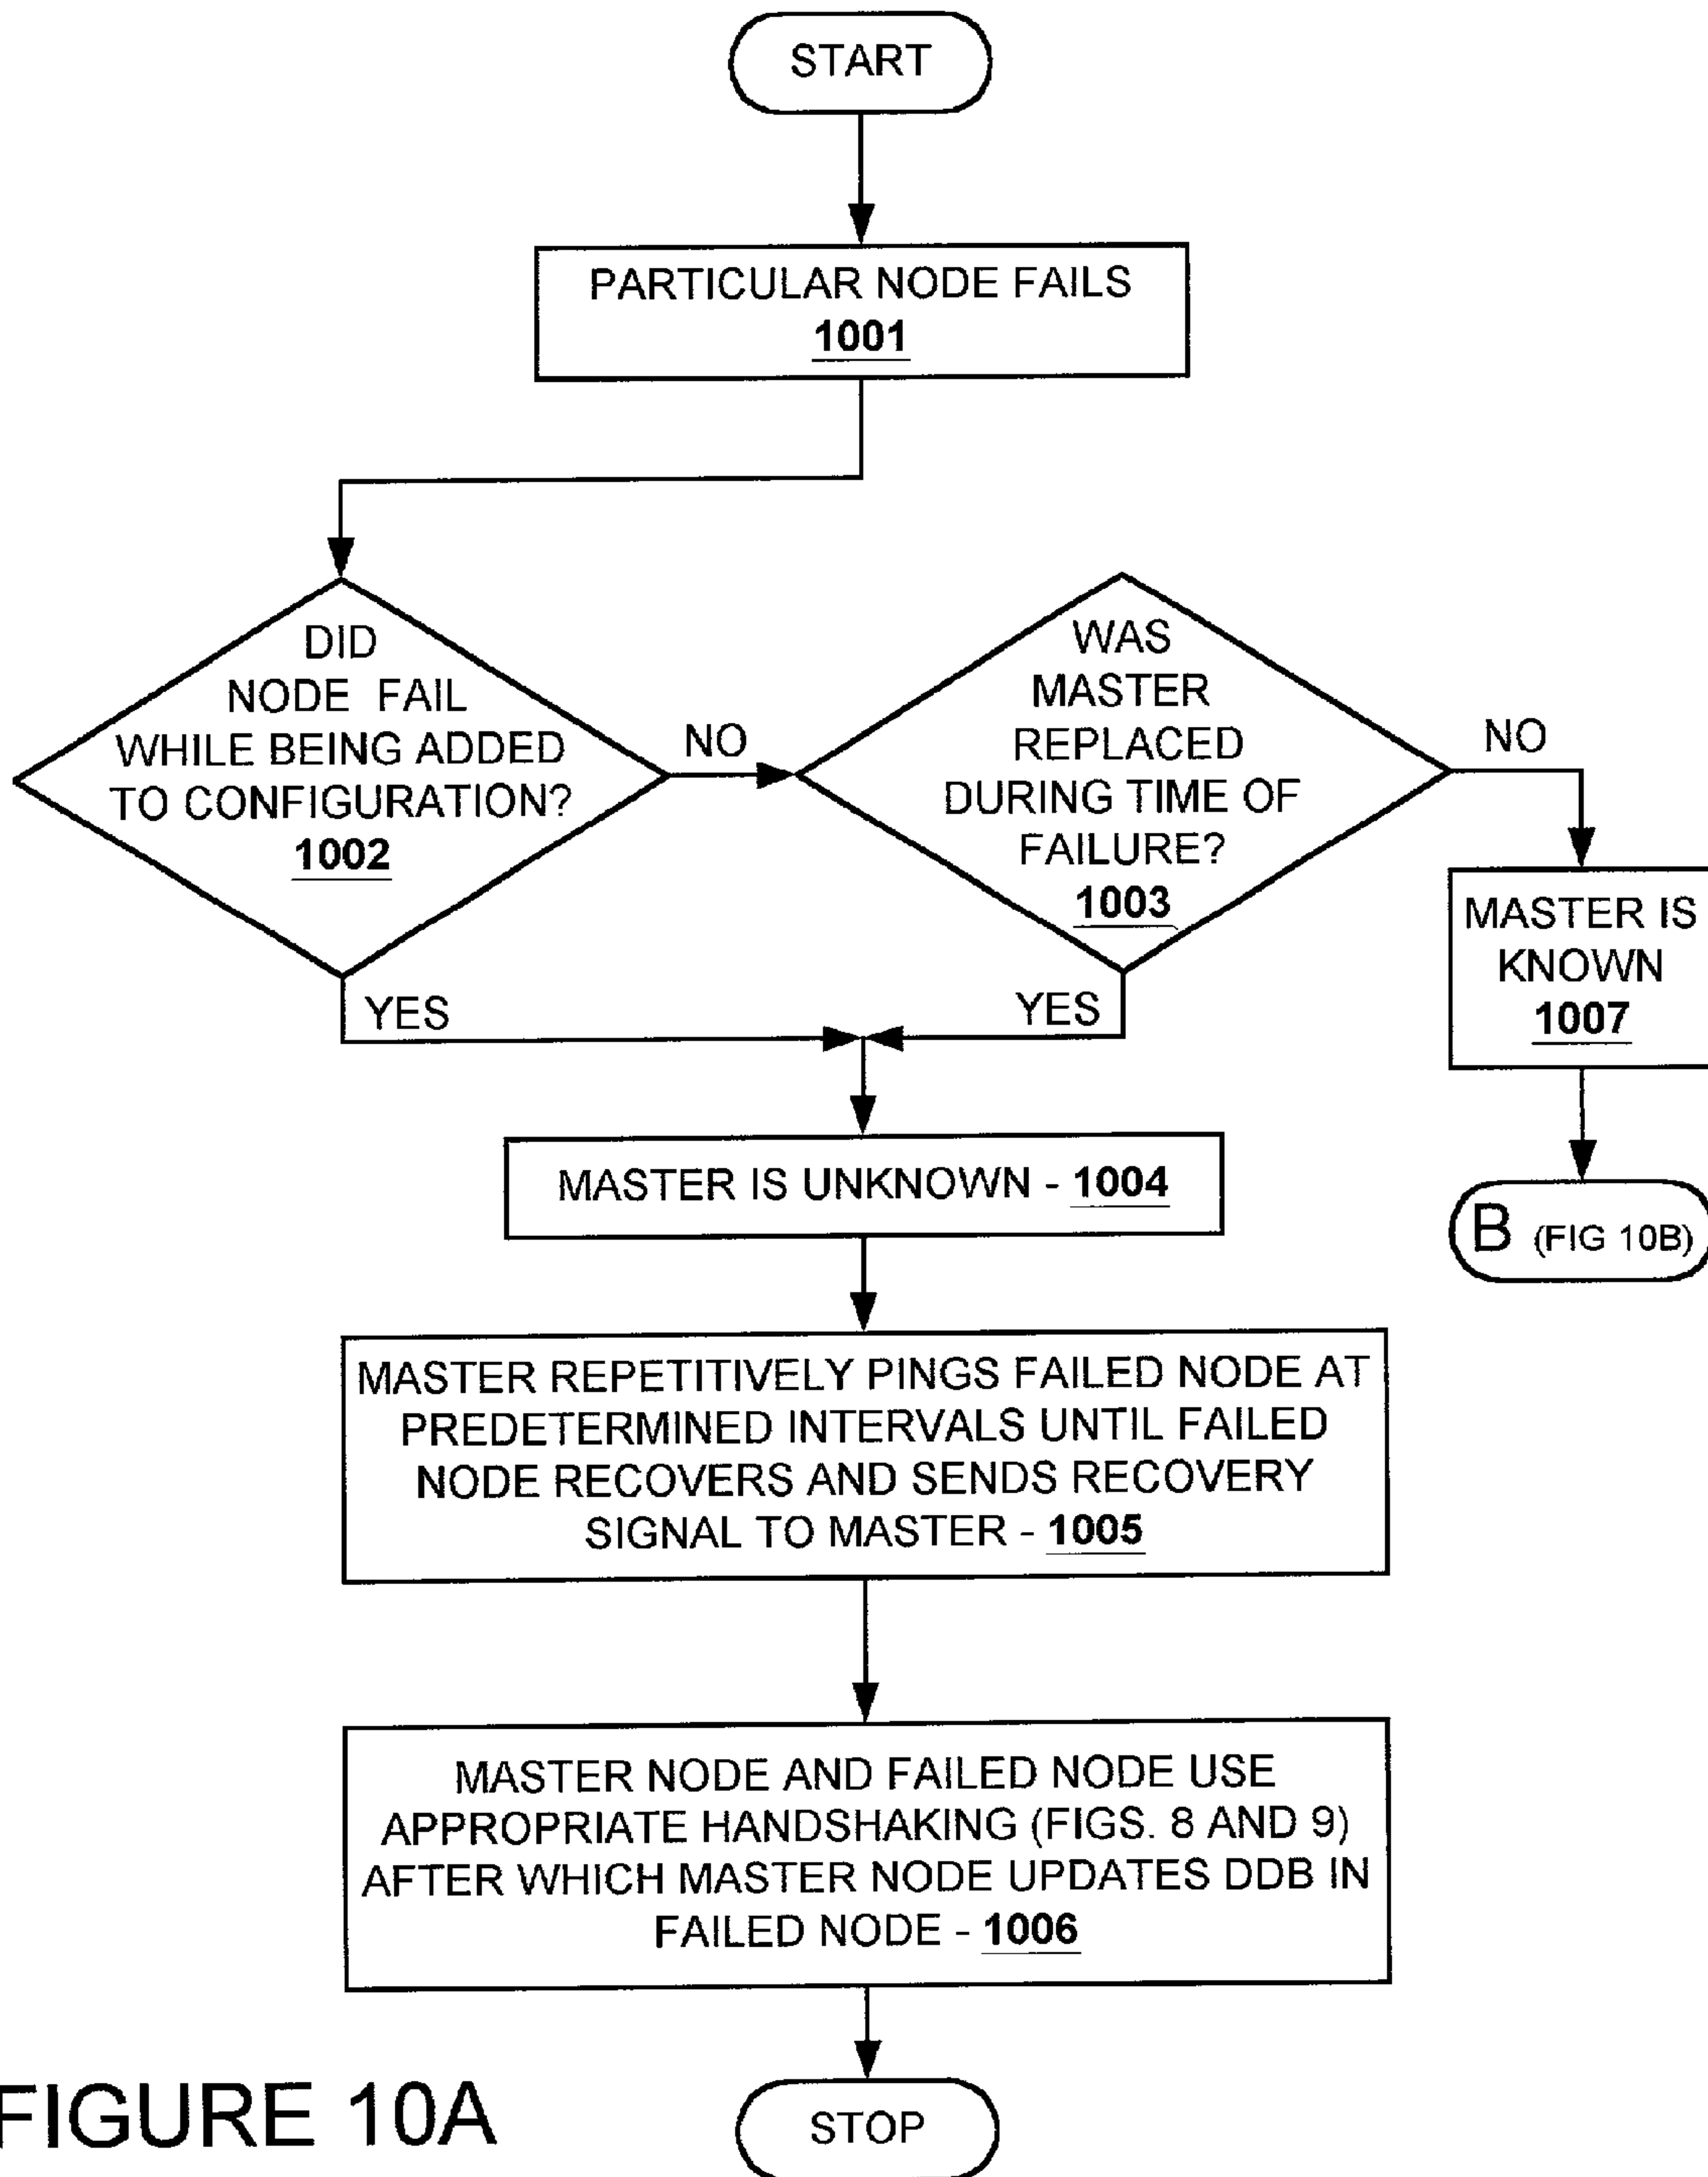 START
PARTICULAR NODE FAILS
1001
DID
NODE FAIL
WHILE BEING ADDED
TO CONFIGURATION?
1002
NO
WAS
MASTER
REPLACED
DURING TIME OF
FAILURE?
1003
NO
MASTER IS
KNOWN
1007
YES
YES
MASTER IS UNKNOWN - 1004
B (FIG 10B)
MASTER REPETITIVELY PINGS FAILED NODE AT
PREDETERMINED INTERVALS UNTIL FAILED
NODE RECOVERS AND SENDS RECOVERY
SIGNAL TO MASTER - 1005
MASTER NODE AND FAILED NODE USE
APPROPRIATE HANDSHAKING (FIGS. 8 AND 9)
AFTER WHICH MASTER NODE UPDATES DDB IN
FAILED NODE - 1006
STOP
FIGURE 10A